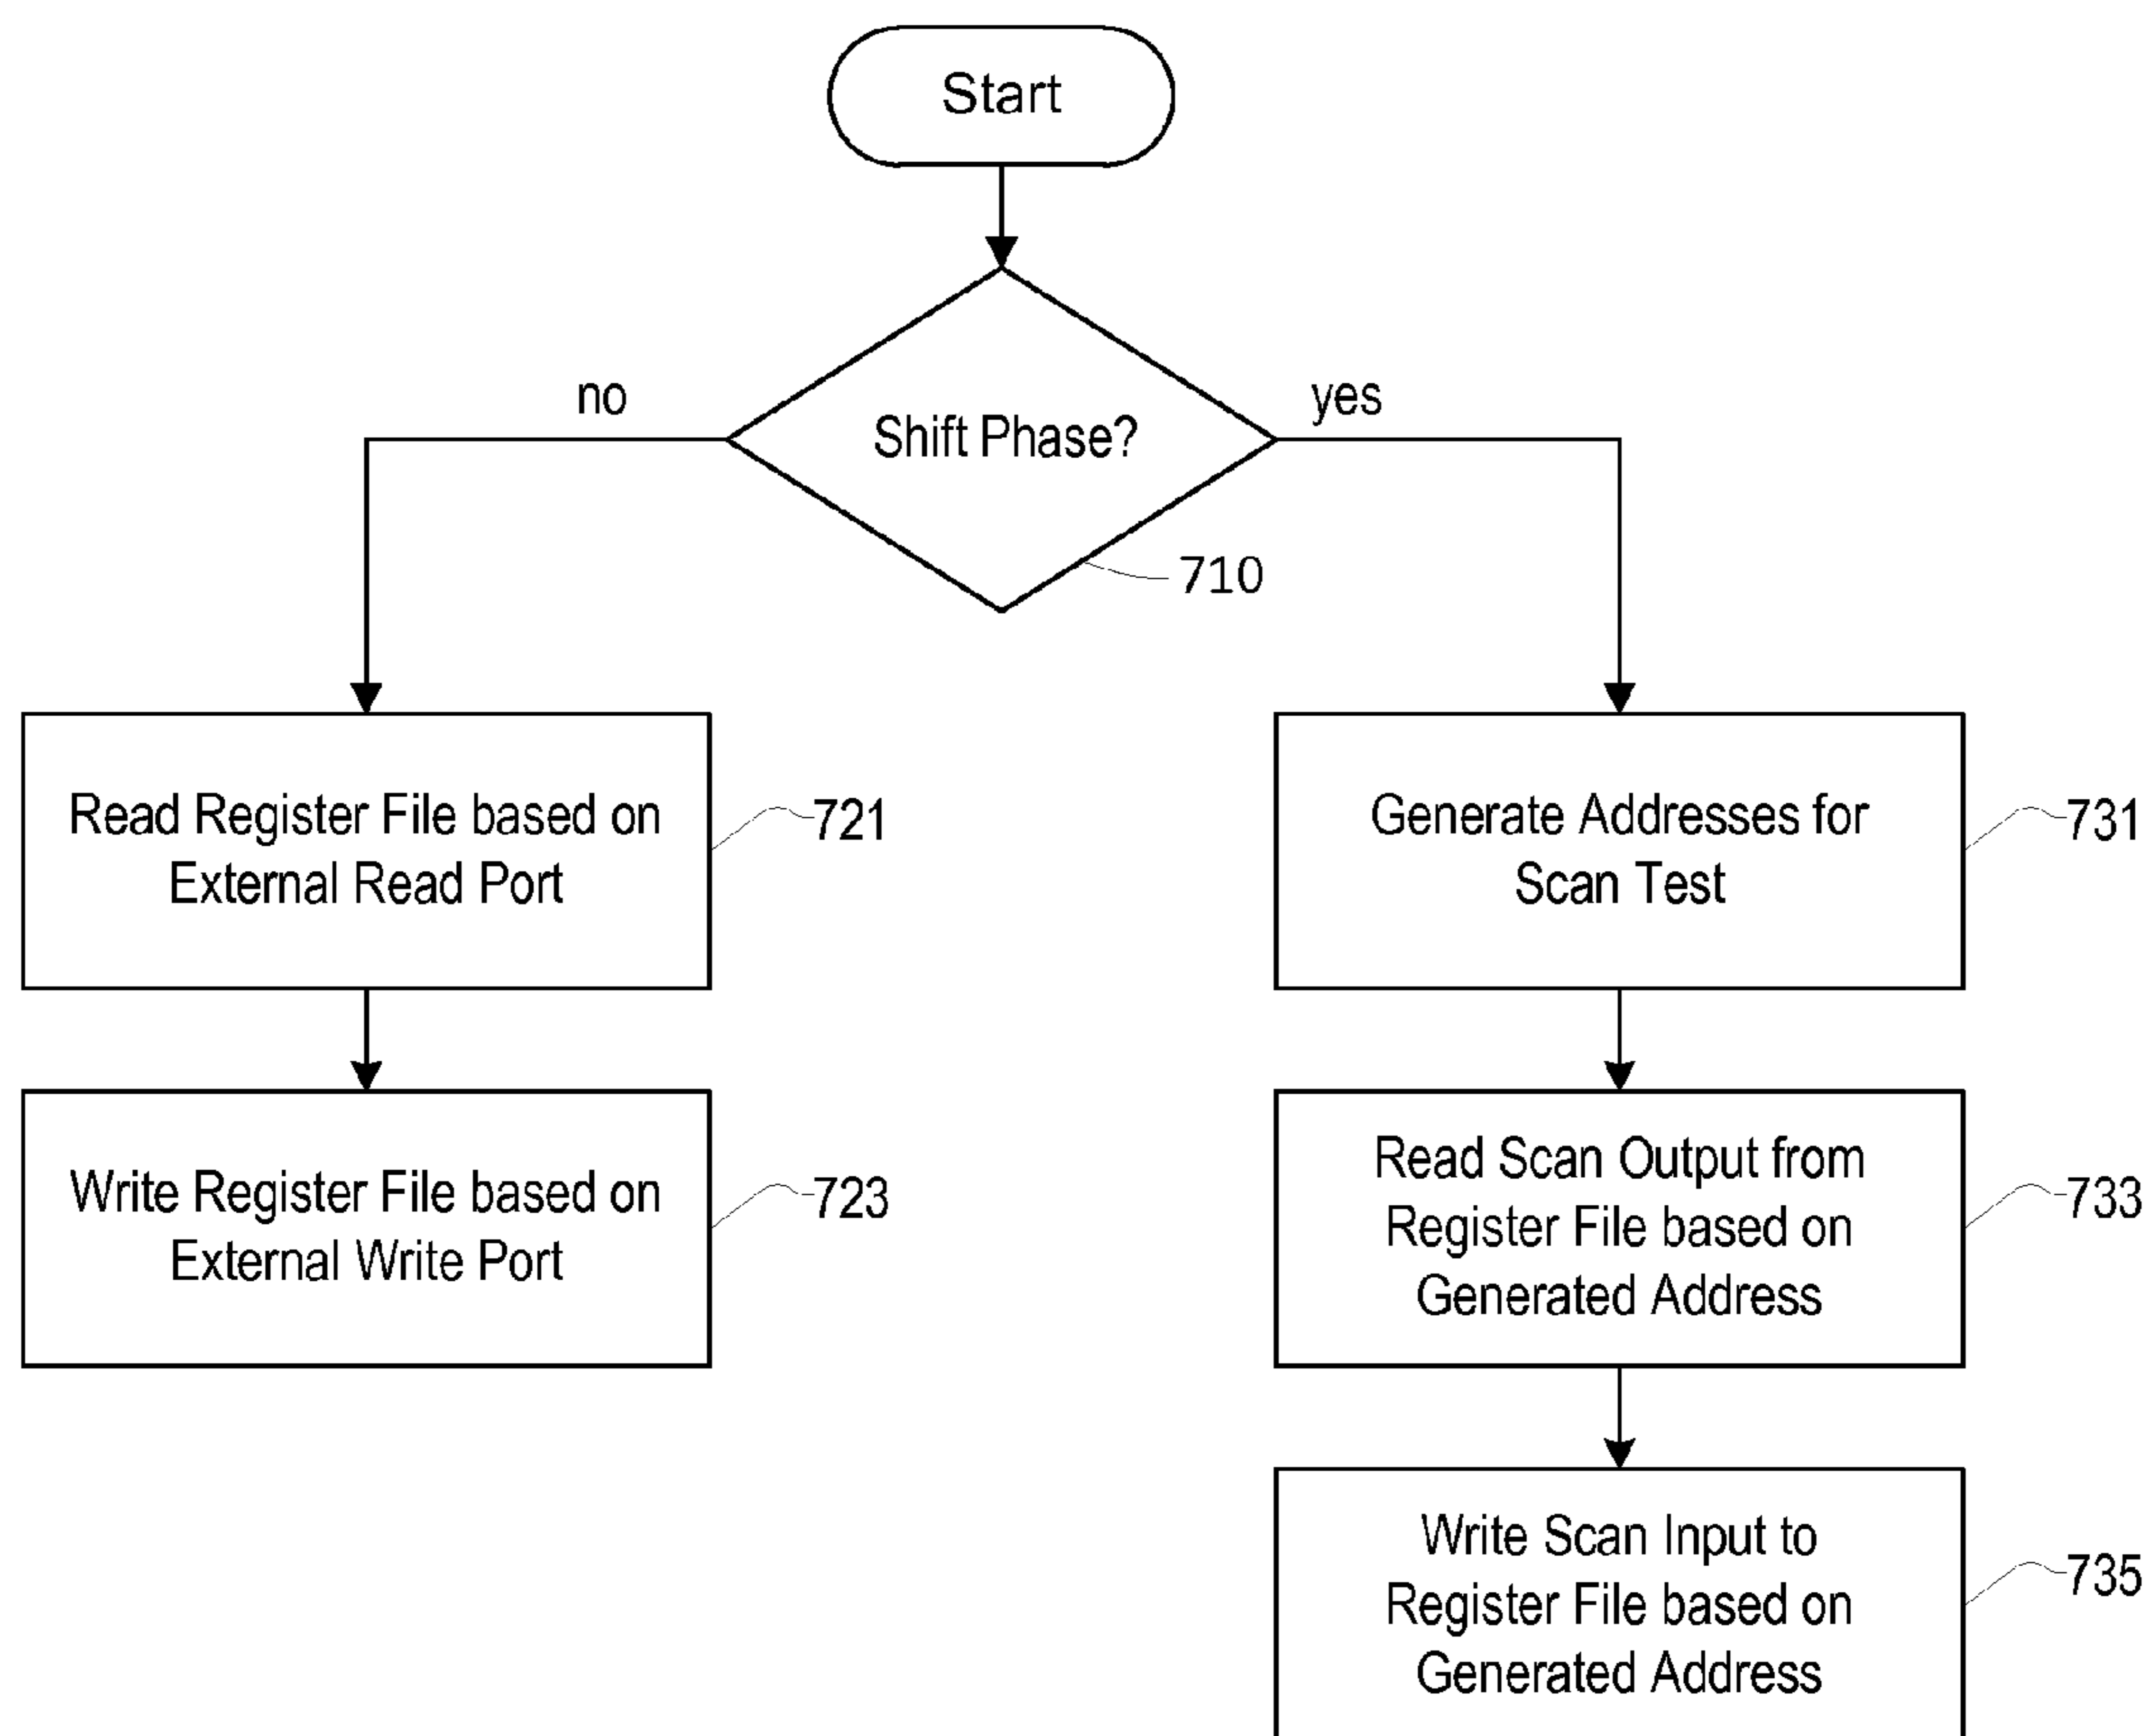 Start
no
yes
Shift Phase?
710
Read Register File based on
External Read Port
721
Generate Addresses for
Scan Test
731
Write Register File based on
External Write Port
723
Read Scan Output from
Register File based on
Generated Address
733
Write Scan Input to
Register File based on
Generated Address
735